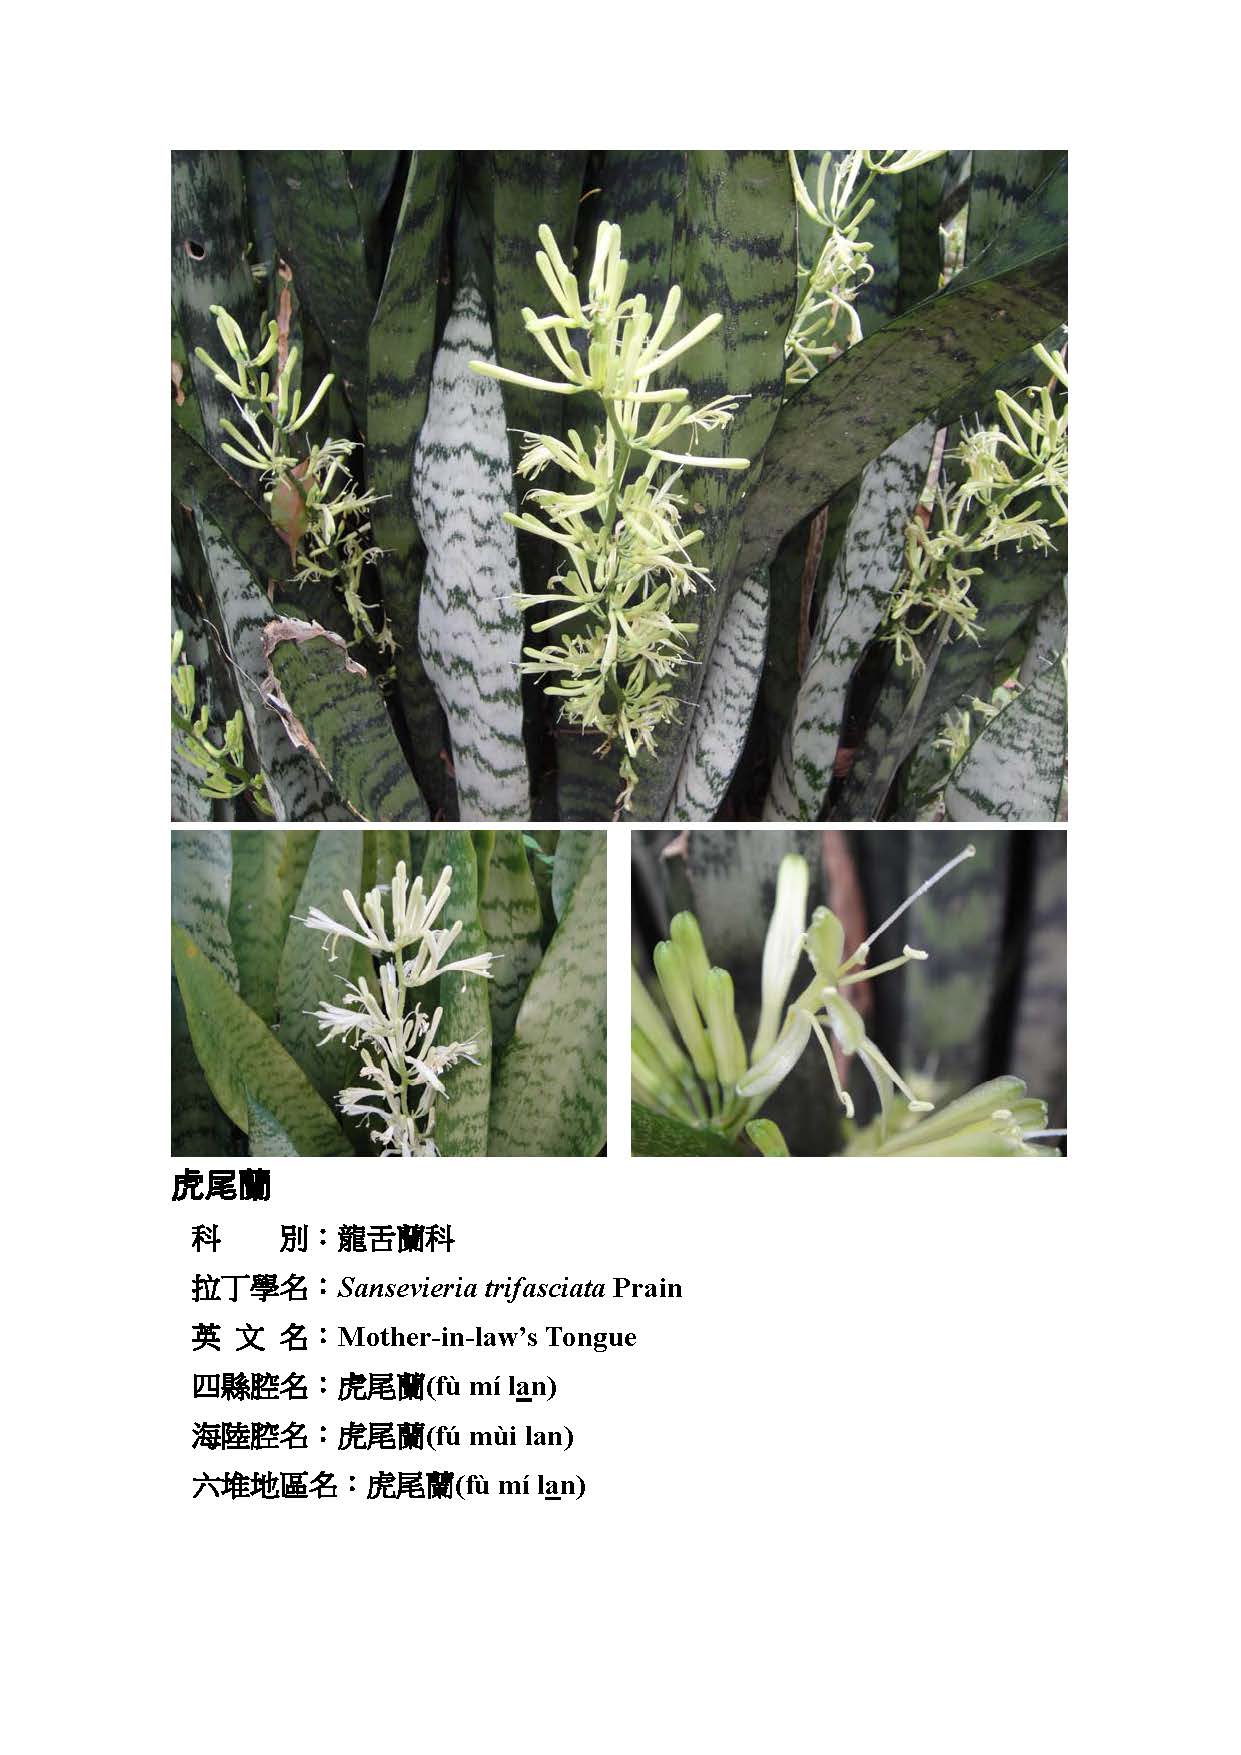 虎尾蘭
科　　別：龍舌蘭科
拉丁學名：Sansevieria trifasciata Prain
英 文 名：Mother-in-law’s Tongue
四縣腔名：虎尾蘭(fù mí lan)
海陸腔名：虎尾蘭(fú mùi lan)
六堆地區名：虎尾蘭(fù mí lan)